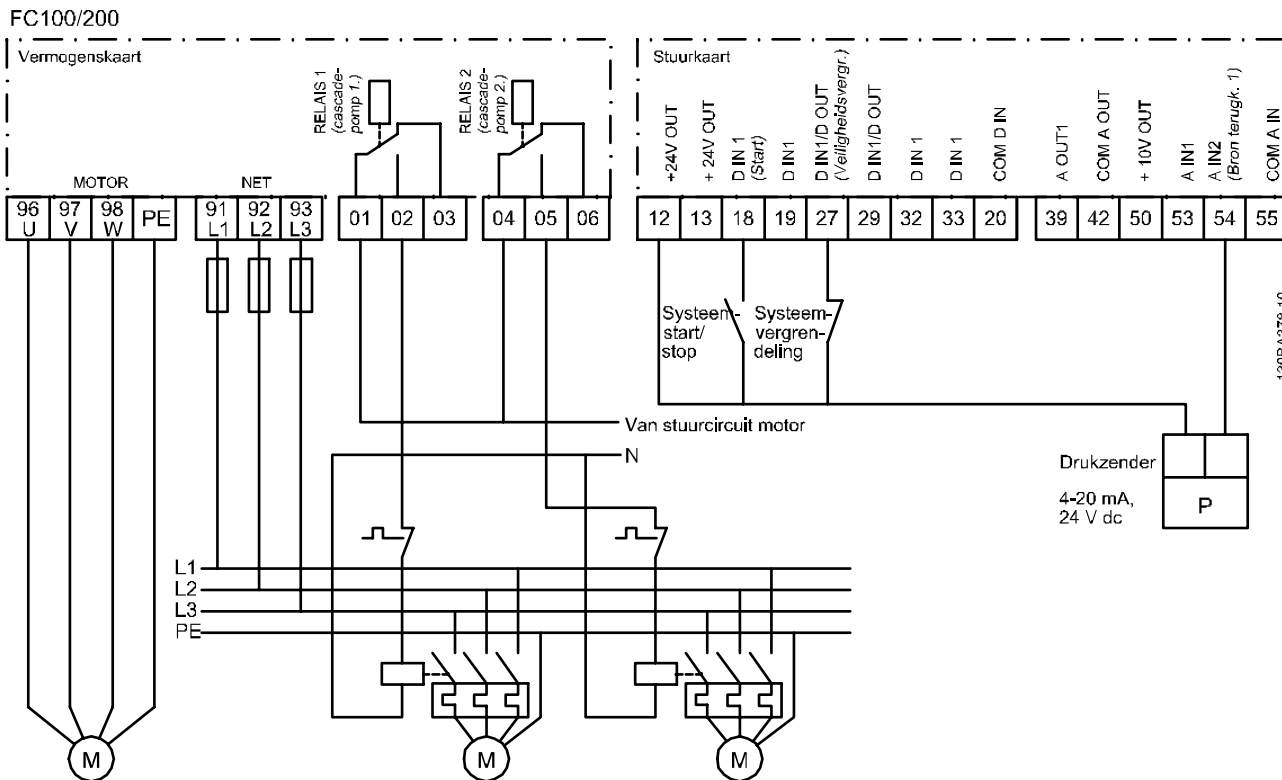 FC100/200
Vermogenskaart
RELAIS 1
(cascade-
pomp 1.)
RELAIS 2
(cascade-
pomp 2.)
MOTOR
NET
96
U
97
V
98
W
PE
91
L1
92
L2
93
L3
01
02
03
04
05
06
Stuurkaart
+24V OUT
+ 24V OUT
D IN 1
(Start)
D IN1
D IN1/D OUT
(Veiligheidsvergr.)
D IN1/D OUT
D IN 1
D IN 1
COM D IN
A OUT1
COM A OUT
+ 10V OUT
A IN1
A IN2
(Bron terugk. 1)
COM A IN
12
13
18
19
27
29
32
33
20
39
42
50
53
54
55
Systeem-
start/
stop
Systeem-
vergren-
deling
Van stuurcircuit motor
N
Drukzender
4-20 mA,
24 V dc
P
L1
L2
L3
PE
M
M
M